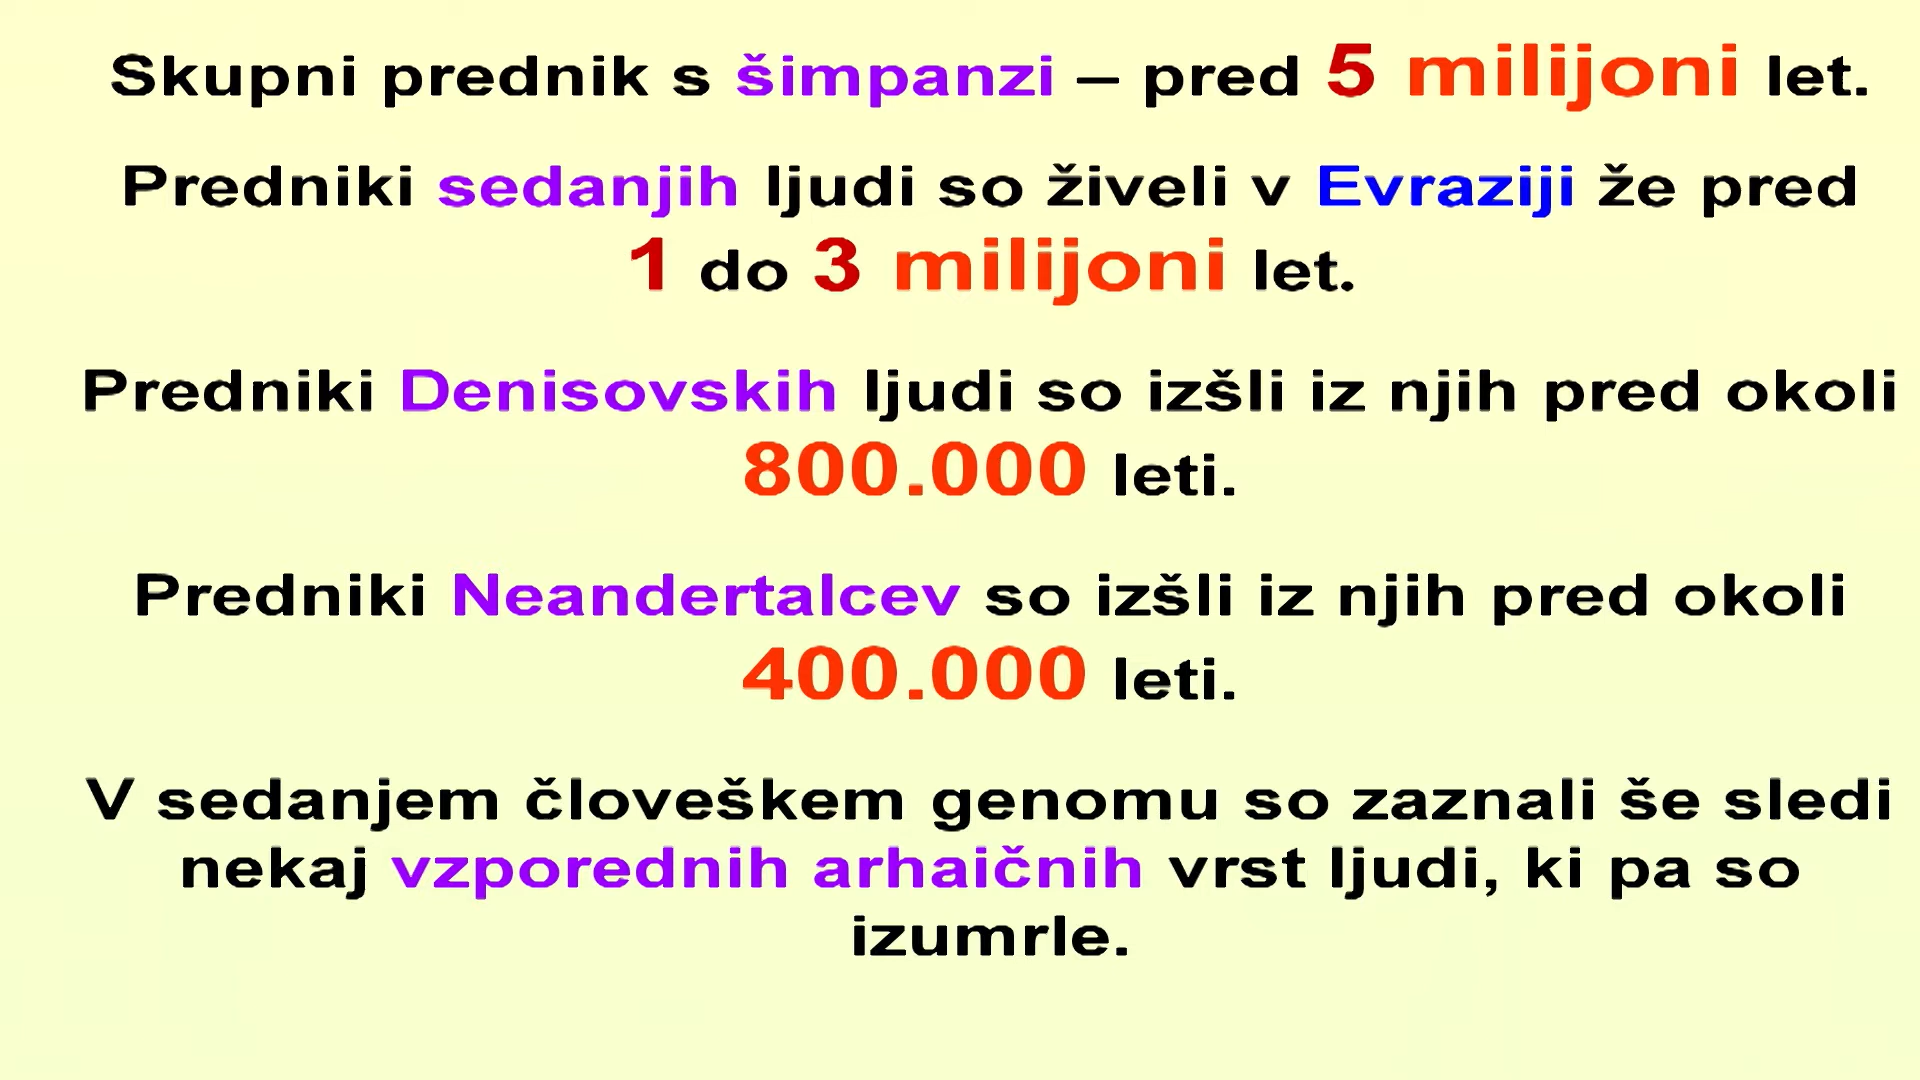 Skupni prednik s šimpanzi – pred 5 milijoni let.
Predniki sedanjih ljudi so živeli v Evraziji že pred
1 do 3 milijoni let.
Predniki Denisovskih ljudi so izšli iz njih pred okoli
800.000 leti.
Predniki Neandertalcev so izšli iz njih pred okoli
400.000 leti.
V sedanjem človeškem genomu so zaznali še sledi
nekaj vzporednih arhaičnih vrst ljudi, ki pa so
izumrle.